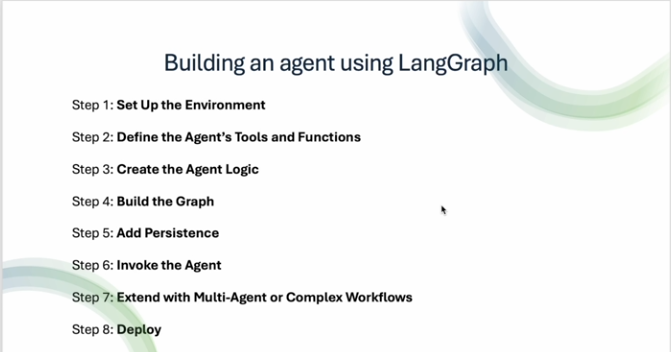 Building an agent using LangGraph
Step 1: Set Up the Environment
Step 2: Define the Agent’s Tools and Functions
Step 3: Create the Agent Logic
Step 4: Build the Graph
Step 5: Add Persistence
Step 6: Invoke the Agent
Step 7: Extend with Multi-Agent or Complex Workflows
Step 8: Deploy